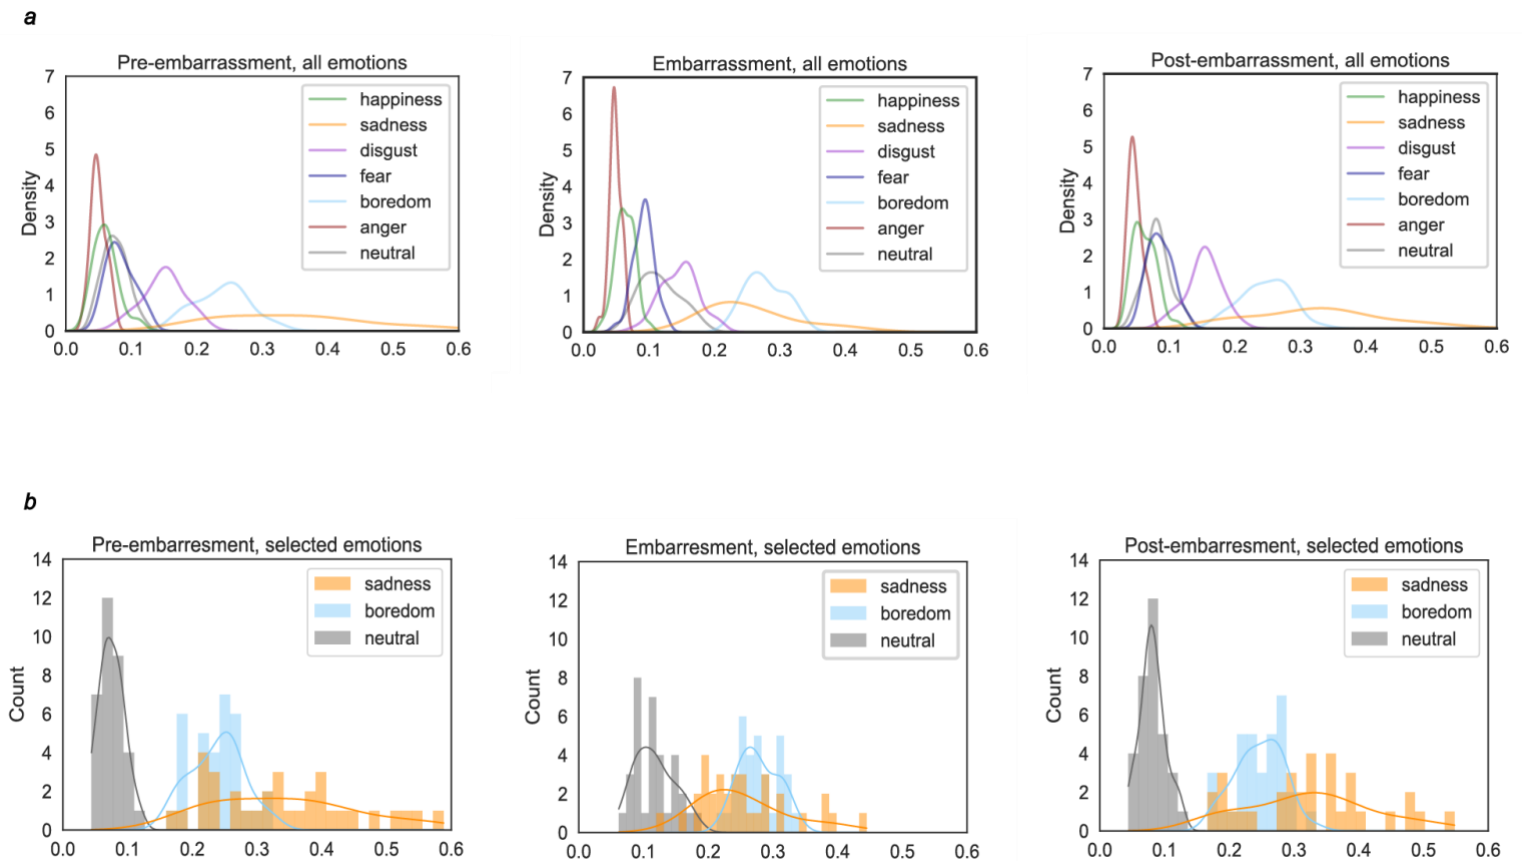 a
Pre-embarrassment, all emotions
7
6
5
4
3
2
1
0
Density
0.0 0.1 0.2 0.3 0.4 0.5 0.6
happiness
sadness
disgust
fear
boredom
anger
neutral
Embarrassment, all emotions
7
6
5
4
3
2
1
0
Density
0.0 0.1 0.2 0.3 0.4 0.5 0.6
happiness
sadness
disgust
fear
boredom
anger
neutral
Post-embarrassment, all emotions
7
6
5
4
3
2
1
0
Density
0.0 0.1 0.2 0.3 0.4 0.5 0.6
happiness
sadness
disgust
fear
boredom
anger
neutral
b
Pre-embarresment, selected emotions
14
12
10
8
6
4
2
0
Count
0.0 0.1 0.2 0.3 0.4 0.5 0.6
sadness
boredom
neutral
Embarresment, selected emotions
14
12
10
8
6
4
2
0
Count
0.0 0.1 0.2 0.3 0.4 0.5 0.6
sadness
boredom
neutral
Post-embarresment, selected emotions
14
12
10
8
6
4
2
0
Count
0.0 0.1 0.2 0.3 0.4 0.5 0.6
sadness
boredom
neutral